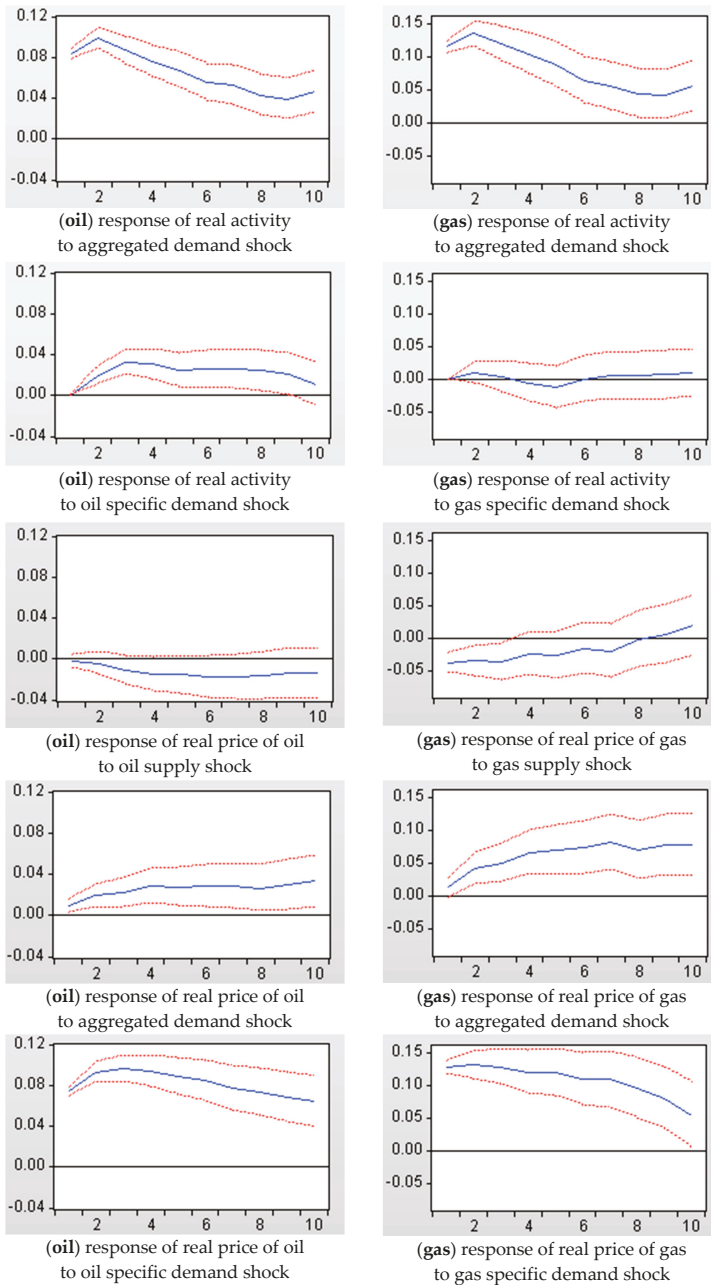 0.12
0.08
0.04
0.00
-0.04
2 4 6 8 10
(oil) response of real activity
to aggregated demand shock
0.15
0.10
0.05
0.00
-0.05
2 4 6 8 10
(gas) response of real activity
to aggregated demand shock
0.12
0.08
0.04
0.00
-0.04
2 4 6 8 10
(oil) response of real activity
to oil specific demand shock
0.15
0.10
0.05
0.00
-0.05
2 4 6 8 10
(gas) response of real activity
to gas specific demand shock
0.12
0.08
0.04
0.00
-0.04
2 4 6 8 10
(oil) response of real price of oil
to oil supply shock
0.15
0.10
0.05
0.00
-0.05
2 4 6 8 10
(gas) response of real price of gas
to gas supply shock
0.12
0.08
0.04
0.00
-0.04
2 4 6 8 10
(oil) response of real price of oil
to aggregated demand shock
0.15
0.10
0.05
0.00
-0.05
2 4 6 8 10
(gas) response of real price of gas
to aggregated demand shock
0.12
0.08
0.04
0.00
-0.04
2 4 6 8 10
(oil) response of real price of oil
to oil specific demand shock
0.15
0.10
0.05
0.00
-0.05
2 4 6 8 10
(gas) response of real price of gas
to gas specific demand shock